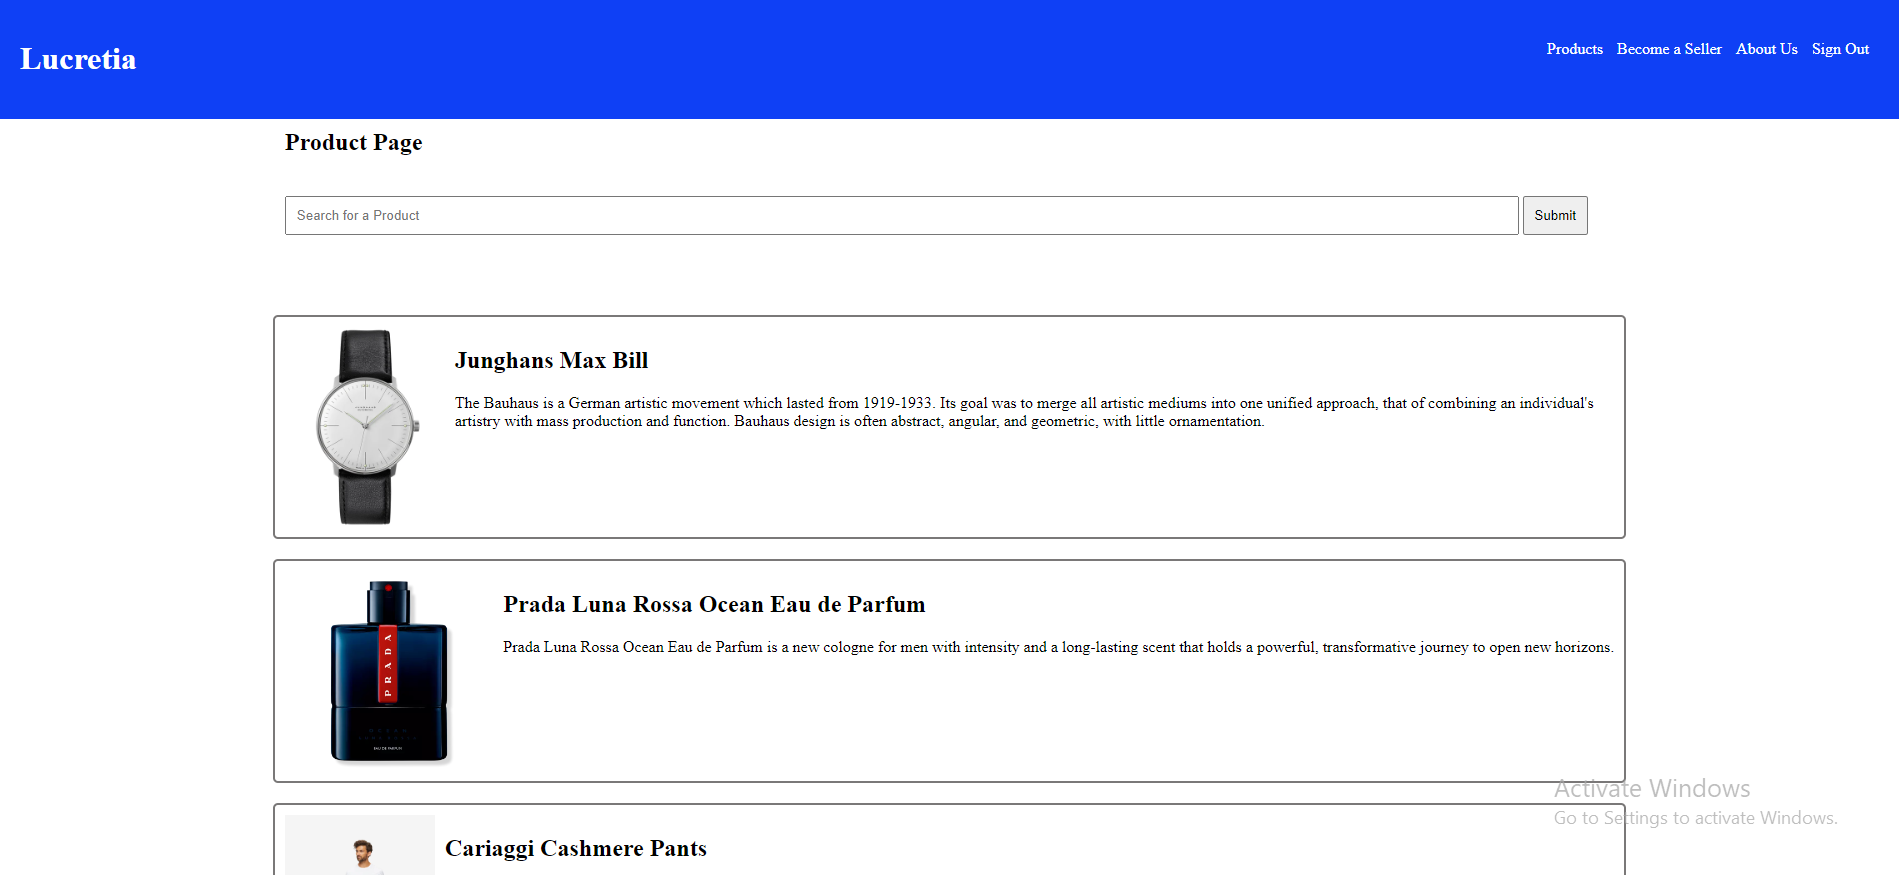 Lucretia
Products Become a Seller About Us Sign Out
Product Page
Search for a Product
Submit
Junghans Max Bill
The Bauhaus is a German artistic movement which lasted from 1919-1933. Its goal was to merge all artistic mediums into one unified approach, that of combining an individual's
artistry with mass production and function. Bauhaus design is often abstract, angular, and geometric, with little ornamentation.
PRADA
EAU DE PARFUM
Prada Luna Rossa Ocean Eau de Parfum
Prada Luna Rossa Ocean Eau de Parfum is a new cologne for men with intensity and a long-lasting scent that holds a powerful, transformative journey to open new horizons.
Activate Windows
Go to Settings to activate Windows.
Cariaggi Cashmere Pants